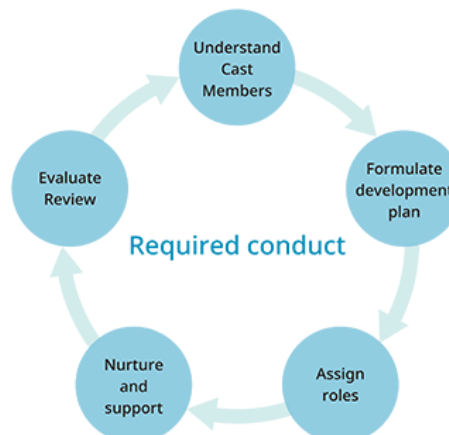 Understand
Cast
Members
Formulate
development
plan
Evaluate
Review
Required conduct
Nurture
and
support
Assign
roles